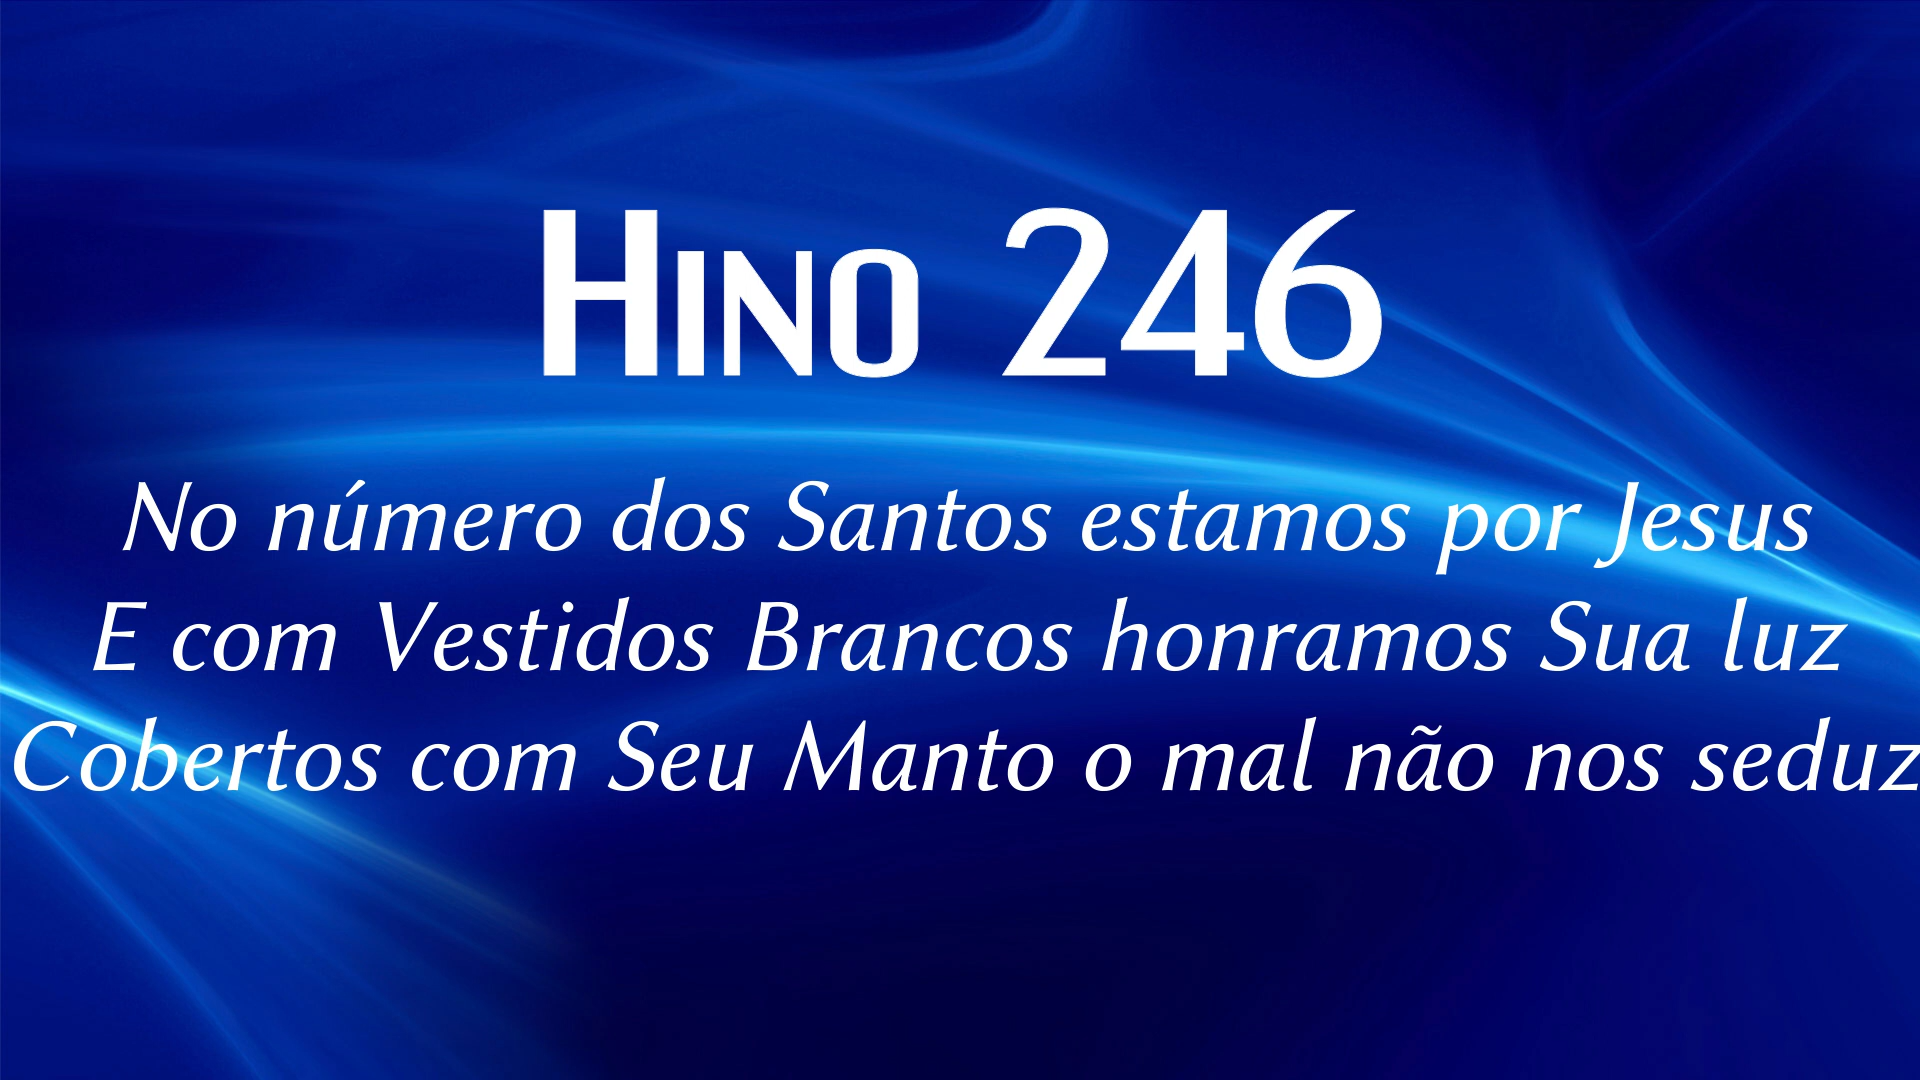 Hino 246
No número dos Santos estamos por Jesus
E com Vestidos Brancos honramos Sua luz
Cobertos com Seu Manto o mal não nos seduz